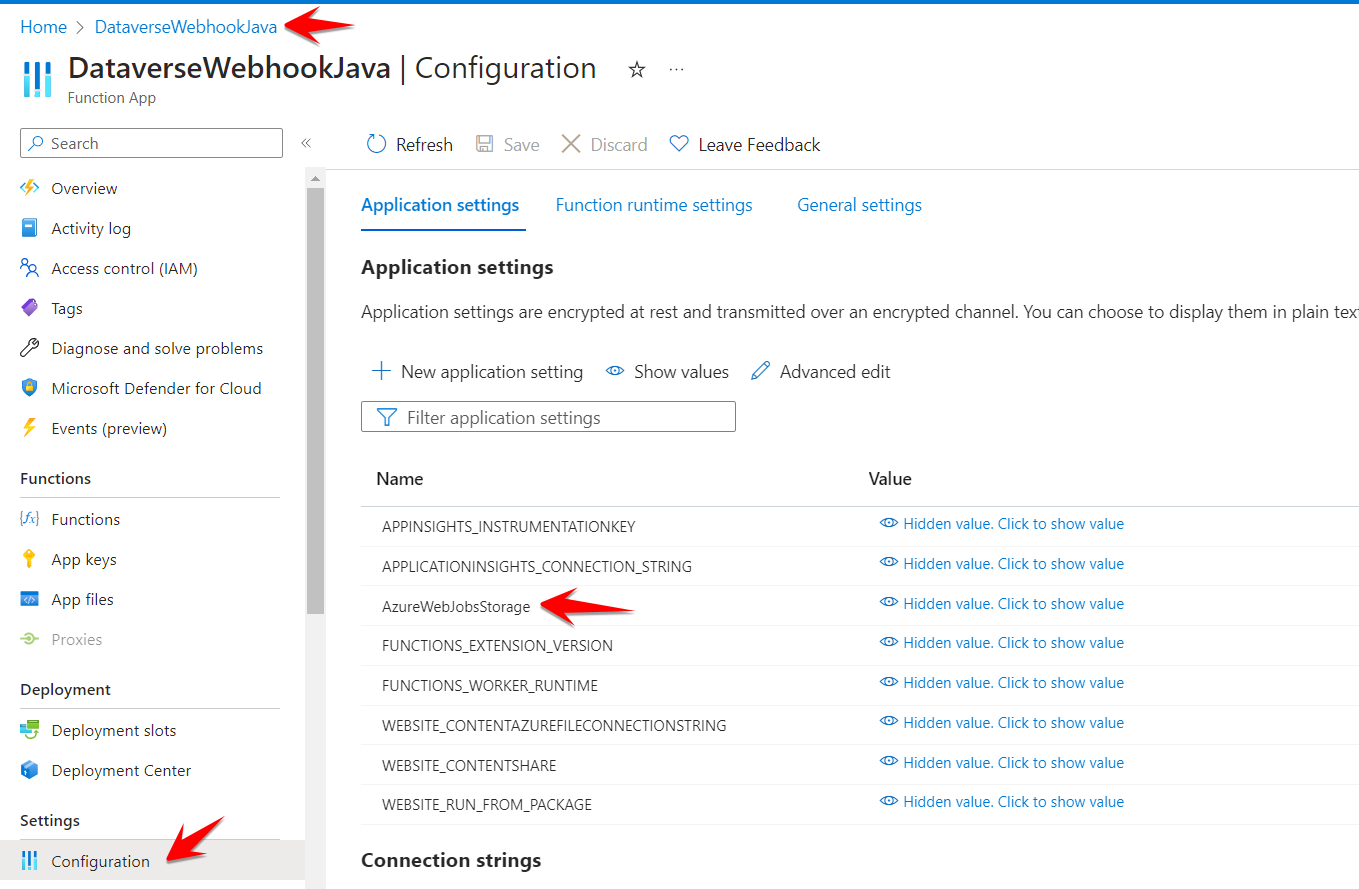 Home > DataverseWebhookJava
DataverseWebhookJava | Configuration
Function App
Search
Refresh Save Discard Leave Feedback
Overview
Activity log
Access control (IAM)
Tags
Diagnose and solve problems
Microsoft Defender for Cloud
Events (preview)
Functions
Functions
App keys
App files
Proxies
Deployment
Deployment slots
Deployment Center
Settings
Configuration
Application settings Function runtime settings General settings
Application settings
Application settings are encrypted at rest and transmitted over an encrypted channel. You can choose to display them in plain
New application setting Show values Advanced edit
Filter application settings
Name Value
APPINSIGHTS_INSTRUMENTATIONKEY Hidden value. Click to show value
APPLICATIONINSIGHTS_CONNECTION_STRING Hidden value. Click to show value
AzureWebJobsStorage Hidden value. Click to show value
FUNCTIONS_EXTENSION_VERSION Hidden value. Click to show value
FUNCTIONS_WORKER_RUNTIME Hidden value. Click to show value
WEBSITE_CONTENTAZUREFILECONNECTIONSTRING Hidden value. Click to show value
WEBSITE_CONTENTSHARE Hidden value. Click to show value
WEBSITE_RUN_FROM_PACKAGE Hidden value. Click to show value
Connection strings